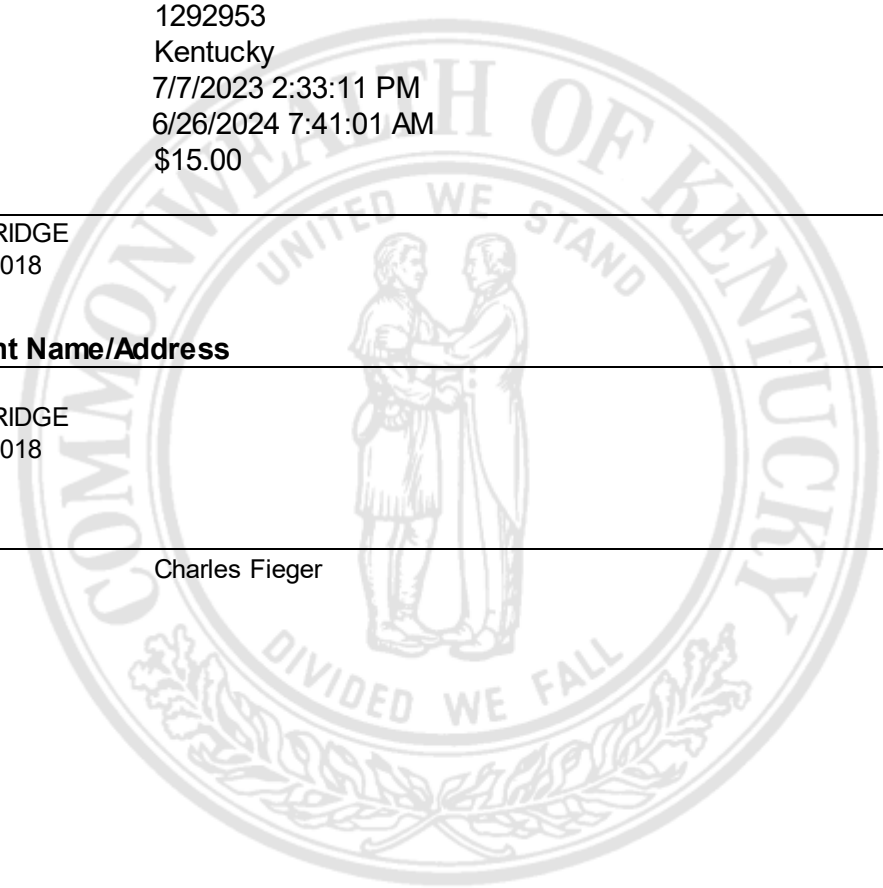 1292953
Kentucky
7/7/2023 2:33:11 PM
6/26/2024 7:41:01 AM
$15.00
RIDGE
018
nt Name/Address
RIDGE
018
Charles Fieger
COMMONWEALTH OF KENTUCKY
UNITED WE STAND
DIVIDED WE FALL